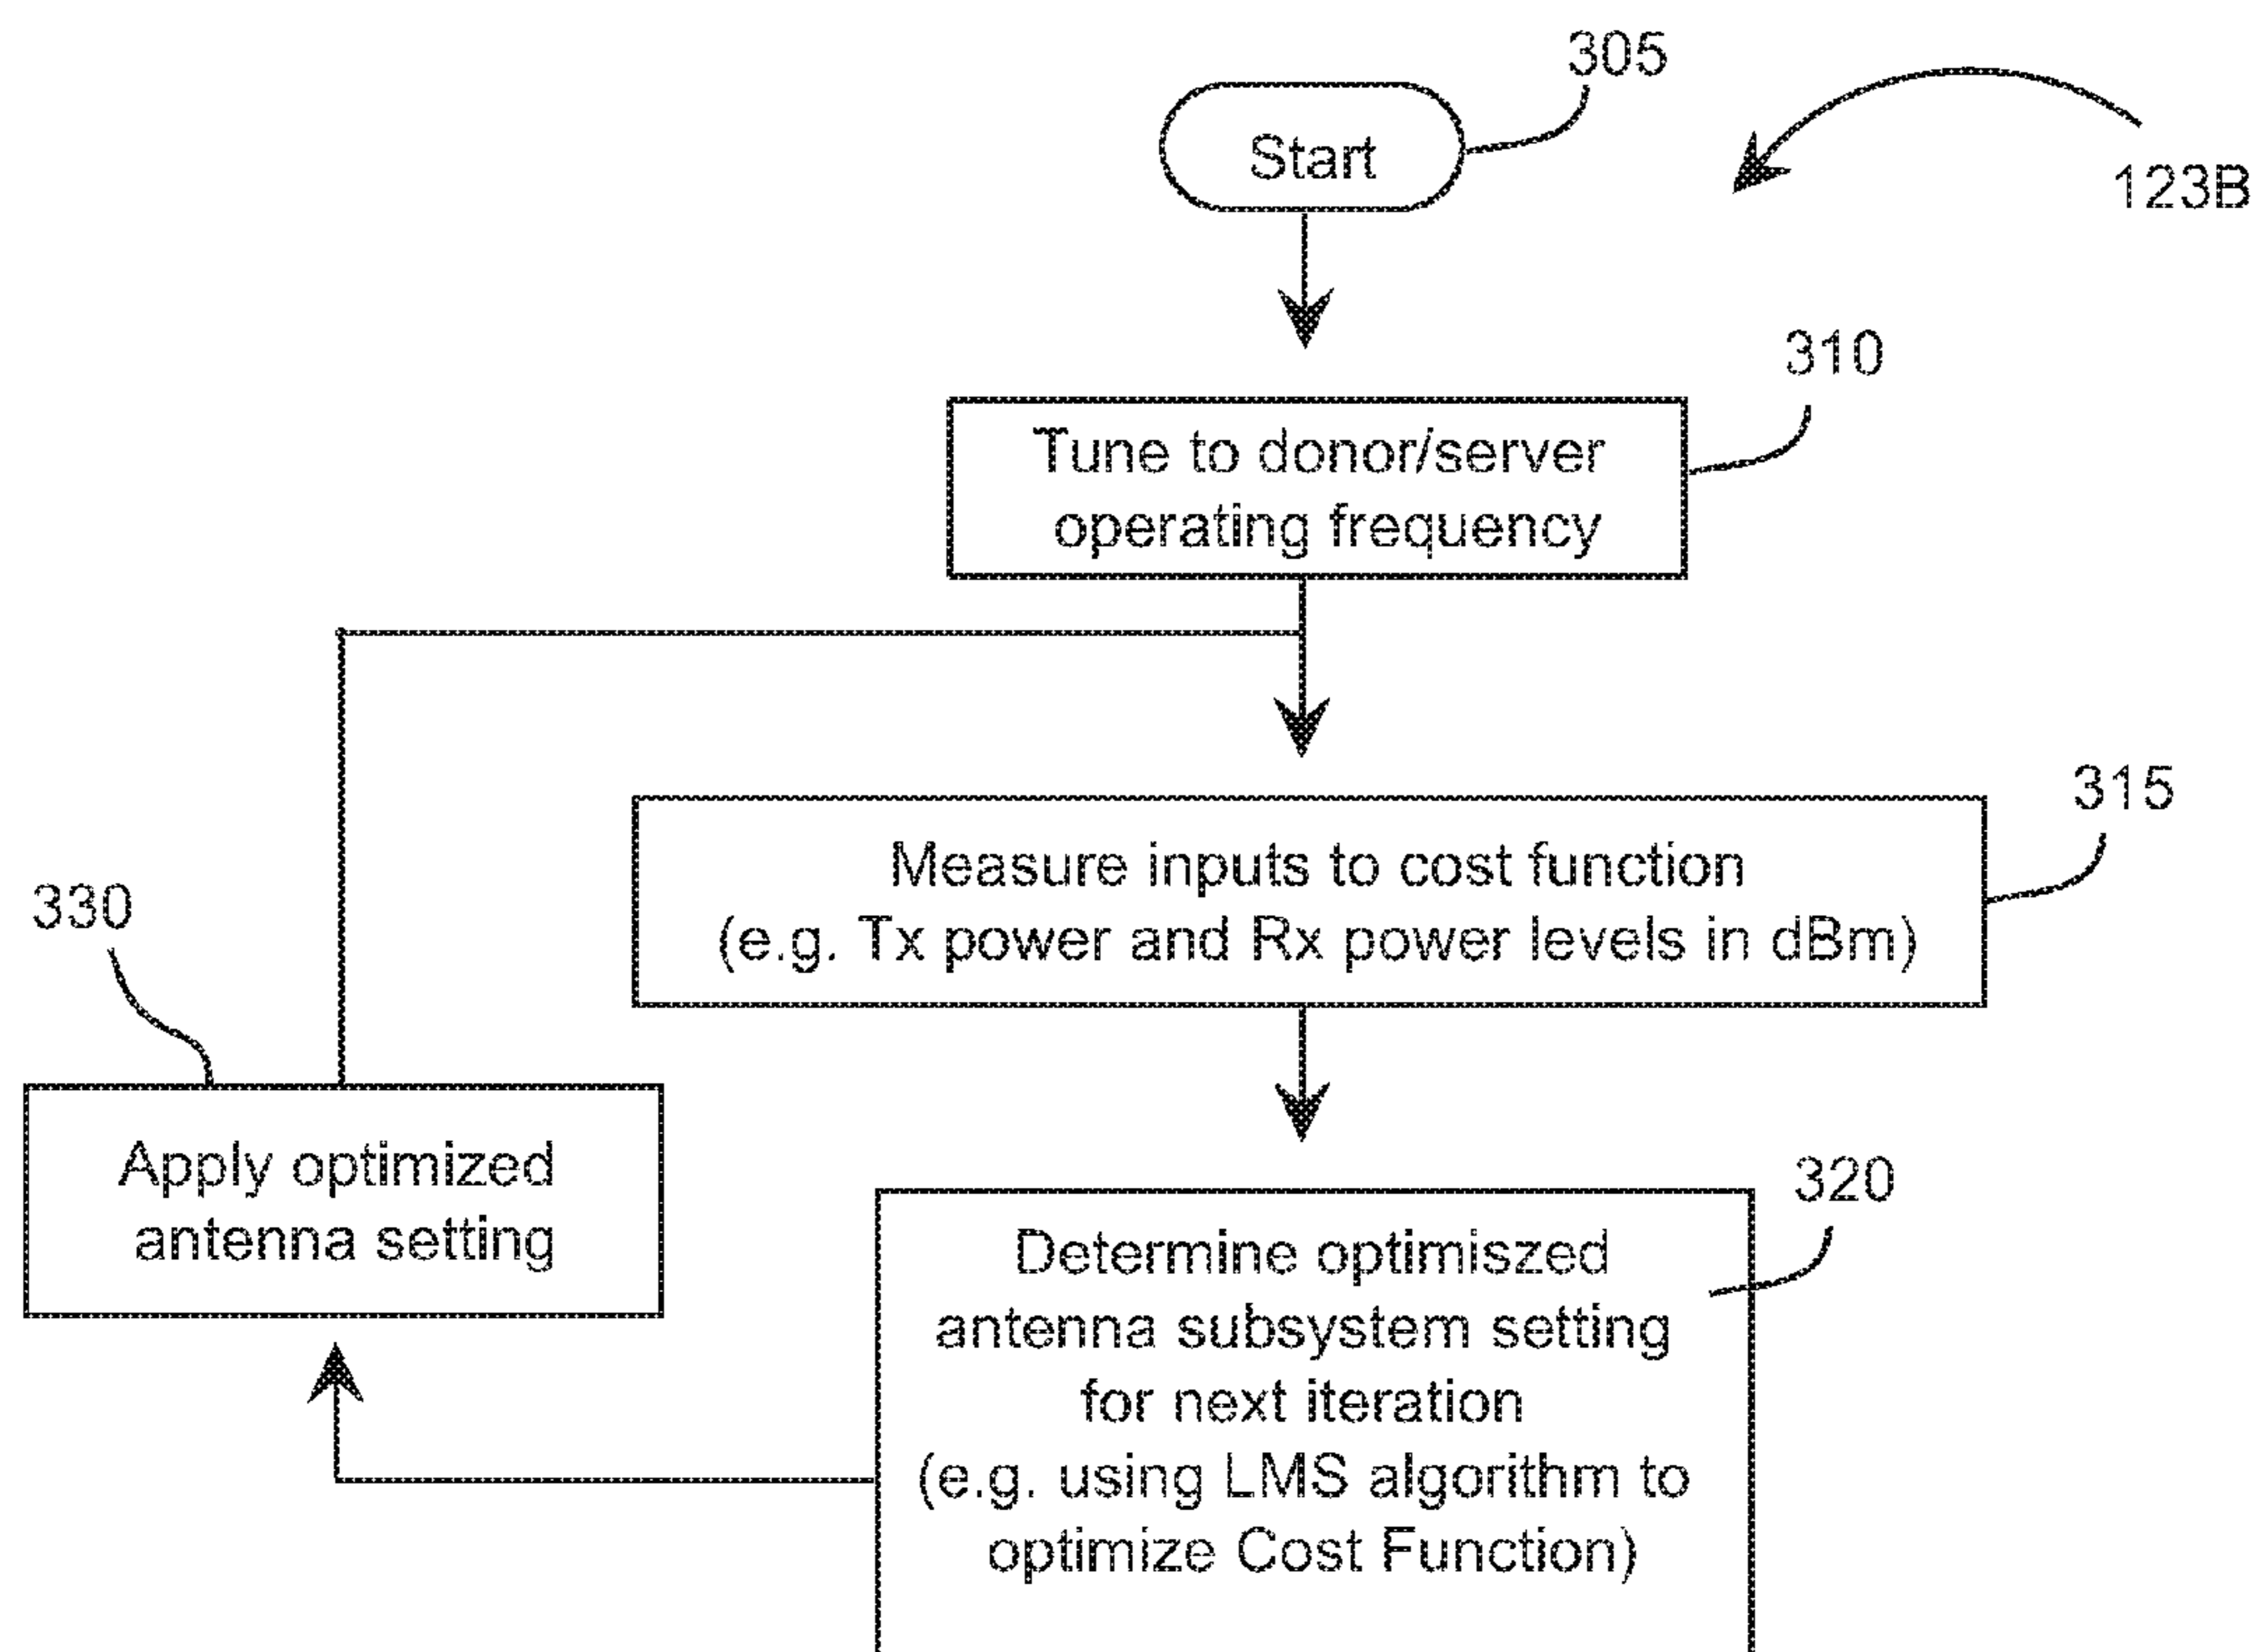 305
Start
123B
310
Tune to donor/server
operating frequency
315
Measure inputs to cost function
(e.g. Tx power and Rx power levels in dBm)
330
Apply optimized
antenna setting
320
Determine optimiszed
antenna subsystem setting
for next iteration
(e.g. using LMS algorithm to
optimize Cost Function)